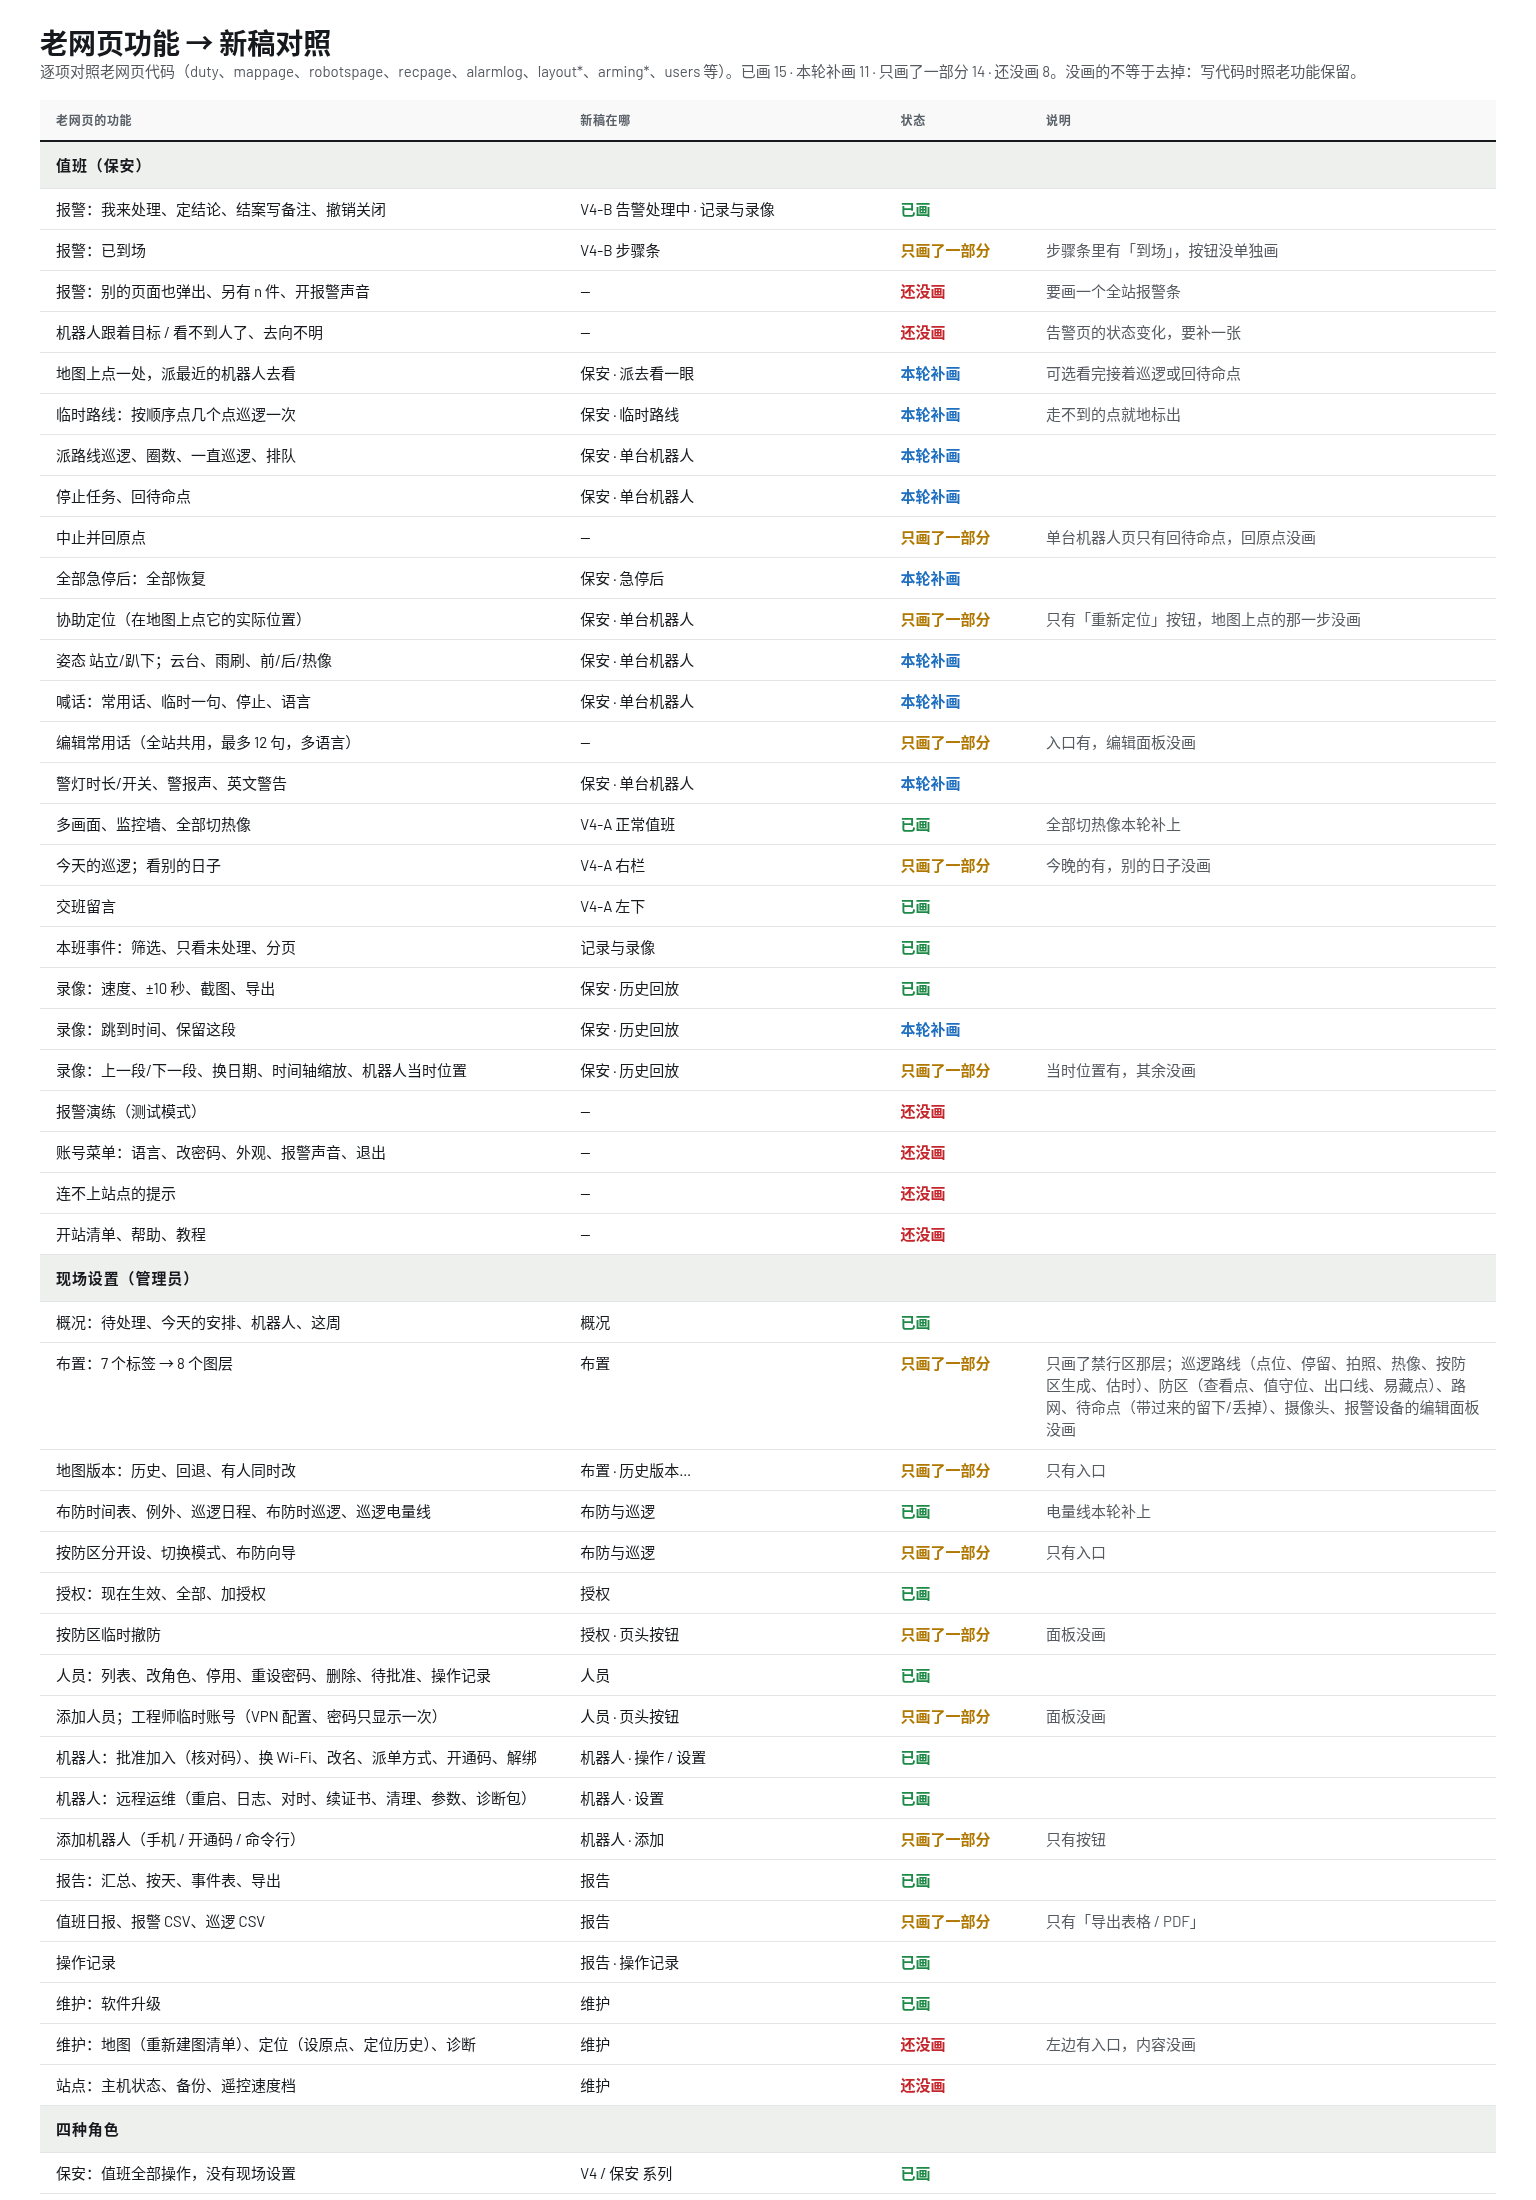 老网页功能 → 新稿对照
逐项对照老网页代码（duty、mappage、robotspage、recpage、alarmlog、layout*、arming*、users 等）。已画 15 · 本轮补画 11 · 只画了一部分 14 · 还没画 8。没画的不等于去掉：写代码时照老功能保留。
老网页的功能 新稿在哪 状态 说明
值班（保安）
报警：我来处理、定结论、结案写备注、撤销关闭 V4-B 告警处理中 · 记录与录像 已画
报警：已到场 V4-B 步骤条 只画了一部分 步骤条里有「到场」，按钮没单独画
报警：别的页面也弹出、另有 n 件、开报警声音 — 还没画 要画一个全站报警条
机器人跟着目标 / 看不到人了、去向不明 — 还没画 告警页的状态变化，要补一张
地图上点一处，派最近的机器人去看 保安 · 派去看一眼 本轮补画 可选看完接着巡逻或回待命点
临时路线：按顺序点几个点巡逻一次 保安 · 临时路线 本轮补画 走不到的点就地标出
派路线巡逻、圈数、一直巡逻、排队 保安 · 单台机器人 本轮补画
停止任务、回待命点 保安 · 单台机器人 本轮补画
中止并回原点 — 只画了一部分 单台机器人页只有回待命点，回原点没画
全部急停后：全部恢复 保安 · 急停后 本轮补画
协助定位（在地图上点它的实际位置） 保安 · 单台机器人 只画了一部分 只有「重新定位」按钮，地图上点的那一步没画
姿态 站立/趴下；云台、雨刷、前/后/热像 保安 · 单台机器人 本轮补画
喊话：常用话、临时一句、停止、语言 保安 · 单台机器人 本轮补画
编辑常用话（全站共用，最多 12 句，多语言） — 只画了一部分 入口有，编辑面板没画
警灯时长/开关、警报声、英文警告 保安 · 单台机器人 本轮补画
多画面、监控墙、全部切热像 V4-A 正常值班 已画 全部切热像本轮补上
今天的巡逻；看别的日子 V4-A 右栏 只画了一部分 今晚的有，别的日子没画
交班留言 V4-A 左下 已画
本班事件：筛选、只看未处理、分页 记录与录像 已画
录像：速度、±10 秒、截图、导出 保安 · 历史回放 已画
录像：跳到时间、保留这段 保安 · 历史回放 本轮补画
录像：上一段/下一段、换日期、时间轴缩放、机器人当时位置 保安 · 历史回放 只画了一部分 当时位置有，其余没画
报警演练（测试模式） — 还没画
账号菜单：语言、改密码、外观、报警声音、退出 — 还没画
连不上站点的提示 — 还没画
开站清单、帮助、教程 — 还没画
现场设置（管理员）
概况：待处理、今天的安排、机器人、这周 概况 已画
布置：7 个标签 → 8 个图层 布置 只画了一部分 只画了禁行区那层；巡逻路线（点位、停留、拍照、热像、按防
区生成、估时）、防区（查看点、值守位、出口线、易藏点）、路
网、待命点（带过来的留下/丢掉）、摄像头、报警设备的编辑面板
没画
地图版本：历史、回退、有人同时改 布置 · 历史版本… 只画了一部分 只有入口
布防时间表、例外、巡逻日程、布防时巡逻、巡逻电量线 布防与巡逻 已画 电量线本轮补上
按防区分开设、切换模式、布防向导 布防与巡逻 只画了一部分 只有入口
授权：现在生效、全部、加授权 授权 已画
按防区临时撤防 授权 · 页头按钮 只画了一部分 面板没画
人员：列表、改角色、停用、重设密码、删除、待批准、操作记录 人员 已画
添加人员；工程师临时账号（VPN 配置、密码只显示一次） 人员 · 页头按钮 只画了一部分 面板没画
机器人：批准加入（核对码）、换 Wi-Fi、改名、派单方式、开通码、解绑 机器人 · 操作 / 设置 已画
机器人：远程运维（重启、日志、对时、续证书、清理、参数、诊断包） 机器人 · 设置 已画
添加机器人（手机 / 开通码 / 命令行） 机器人 · 添加 只画了一部分 只有按钮
报告：汇总、按天、事件表、导出 报告 已画
值班日报、报警 CSV、巡逻 CSV 报告 只画了一部分 只有「导出表格 / PDF」
操作记录 报告 · 操作记录 已画
维护：软件升级 维护 已画
维护：地图（重新建图清单）、定位（设原点、定位历史）、诊断 维护 还没画 左边有入口，内容没画
站点：主机状态、备份、遥控速度档 维护 还没画
四种角色
保安：值班全部操作，没有现场设置 V4 / 保安 系列 已画